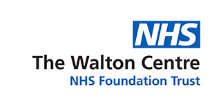 NHS
The Walton Centre
NHS Foundation Trust